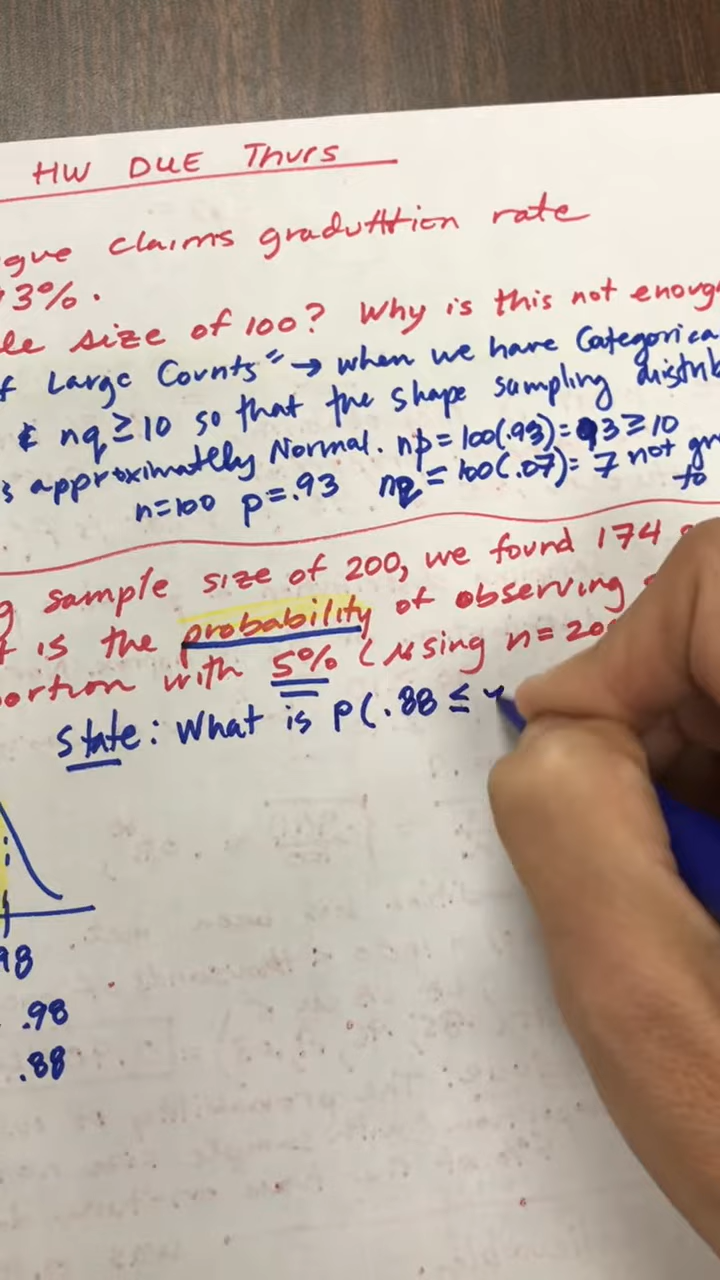 HW DUE Thurs
gue claims graduttion rate
3%.
le size of 100? Why is this not enoug
f Large Counts" → when we have Categorica
& nq ≥ 10 so that the shape sampling distrib
s approximatelly Normal. np = 100(.93) = 93 ≥ 10
n=100 p=.93 nq = 100(.07) = 7 not gr
to
g sample size of 200, we found 174
t is the probability of observing
ortion with 5% (using n = 20
State: What is P(.88 ≤
98
.98
.88